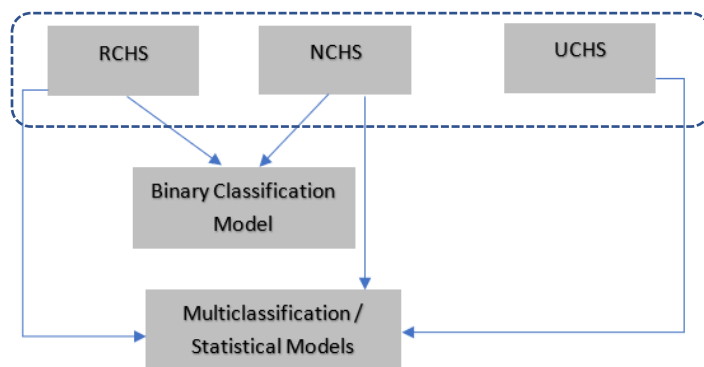 RCHS
NCHS
UCHS
Binary Classification
Model
Multiclassification /
Statistical Models